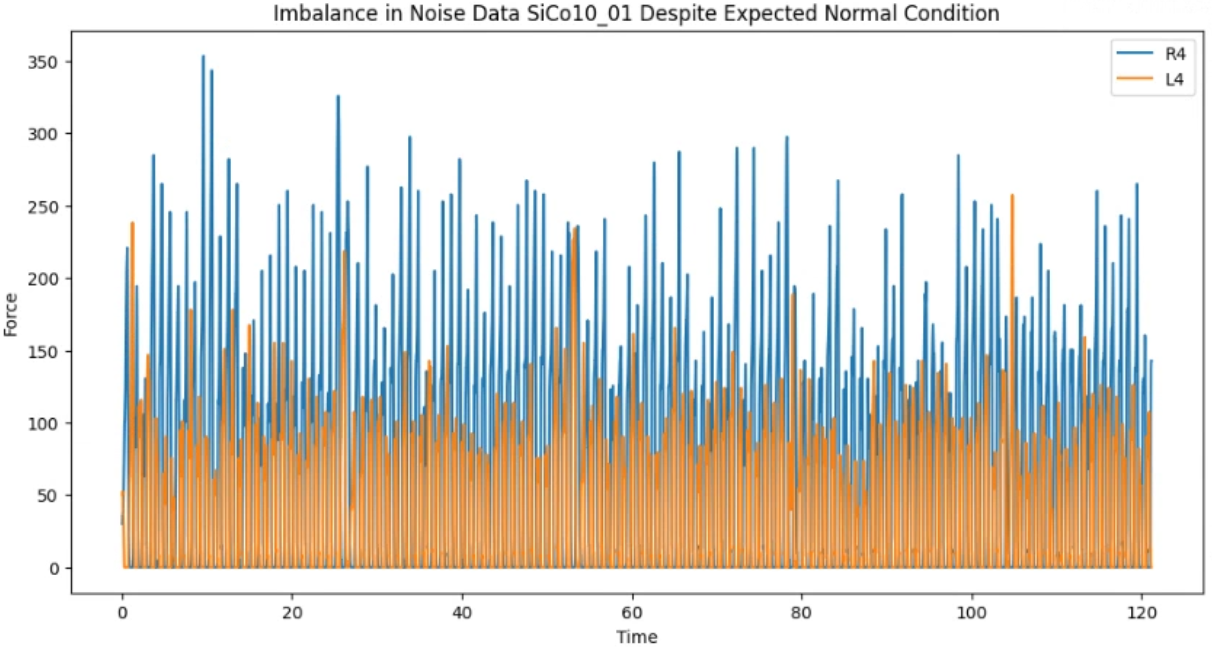 Imbalance in Noise Data SiCo10_01 Despite Expected Normal Condition
R4
L4
350
300
250
200
150
100
50
0
Force
0 20 40 60 80 100 120
Time